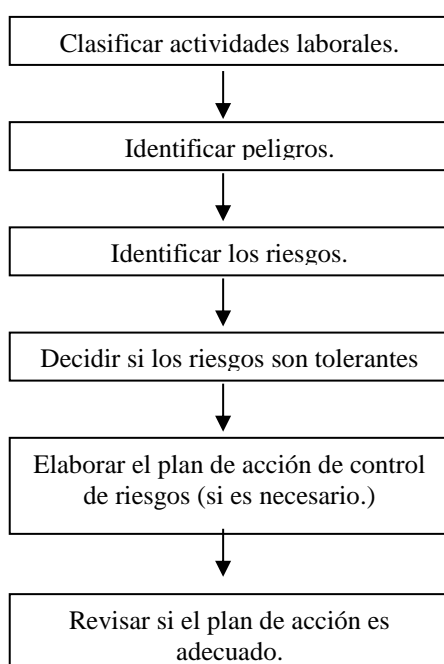 Clasificar actividades laborales.
Identificar peligros.
Identificar los riesgos.
Decidir si los riesgos son tolerantes
Elaborar el plan de acción de control
de riesgos (si es necesario.)
Revisar si el plan de acción es
adecuado.